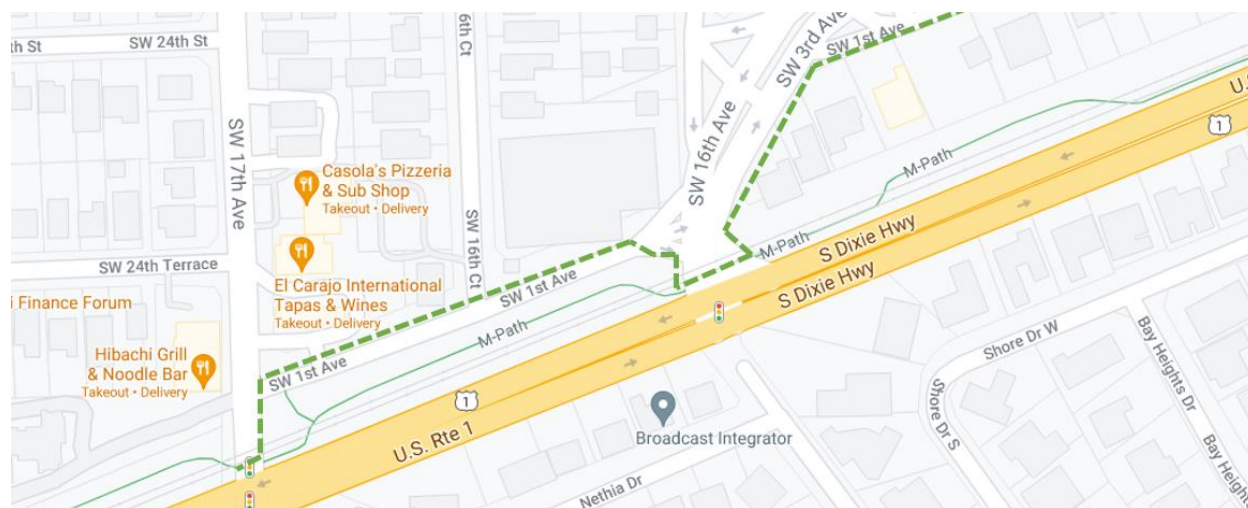 th St
SW 24th St
6th Ct
SW 3rd Ave
SW 1st Ave
U.S.
1
SW 17th Ave
SW 16th Ave
Casola's Pizzeria
& Sub Shop
Takeout • Delivery
M-Path
SW 16th Ct
M-Path
S Dixie Hwy
SW 24th Terrace
El Carajo International
Tapas & Wines
Takeout • Delivery
SW 1st Ave
S Dixie Hwy
i Finance Forum
M-Path
Hibachi Grill
& Noodle Bar
Takeout • Delivery
SW 1st Ave
Shore Dr W
Bay Heights Dr
1
Shore Dr S
U.S. Rte 1
Broadcast Integrator
Nethia Dr
Bay Heights